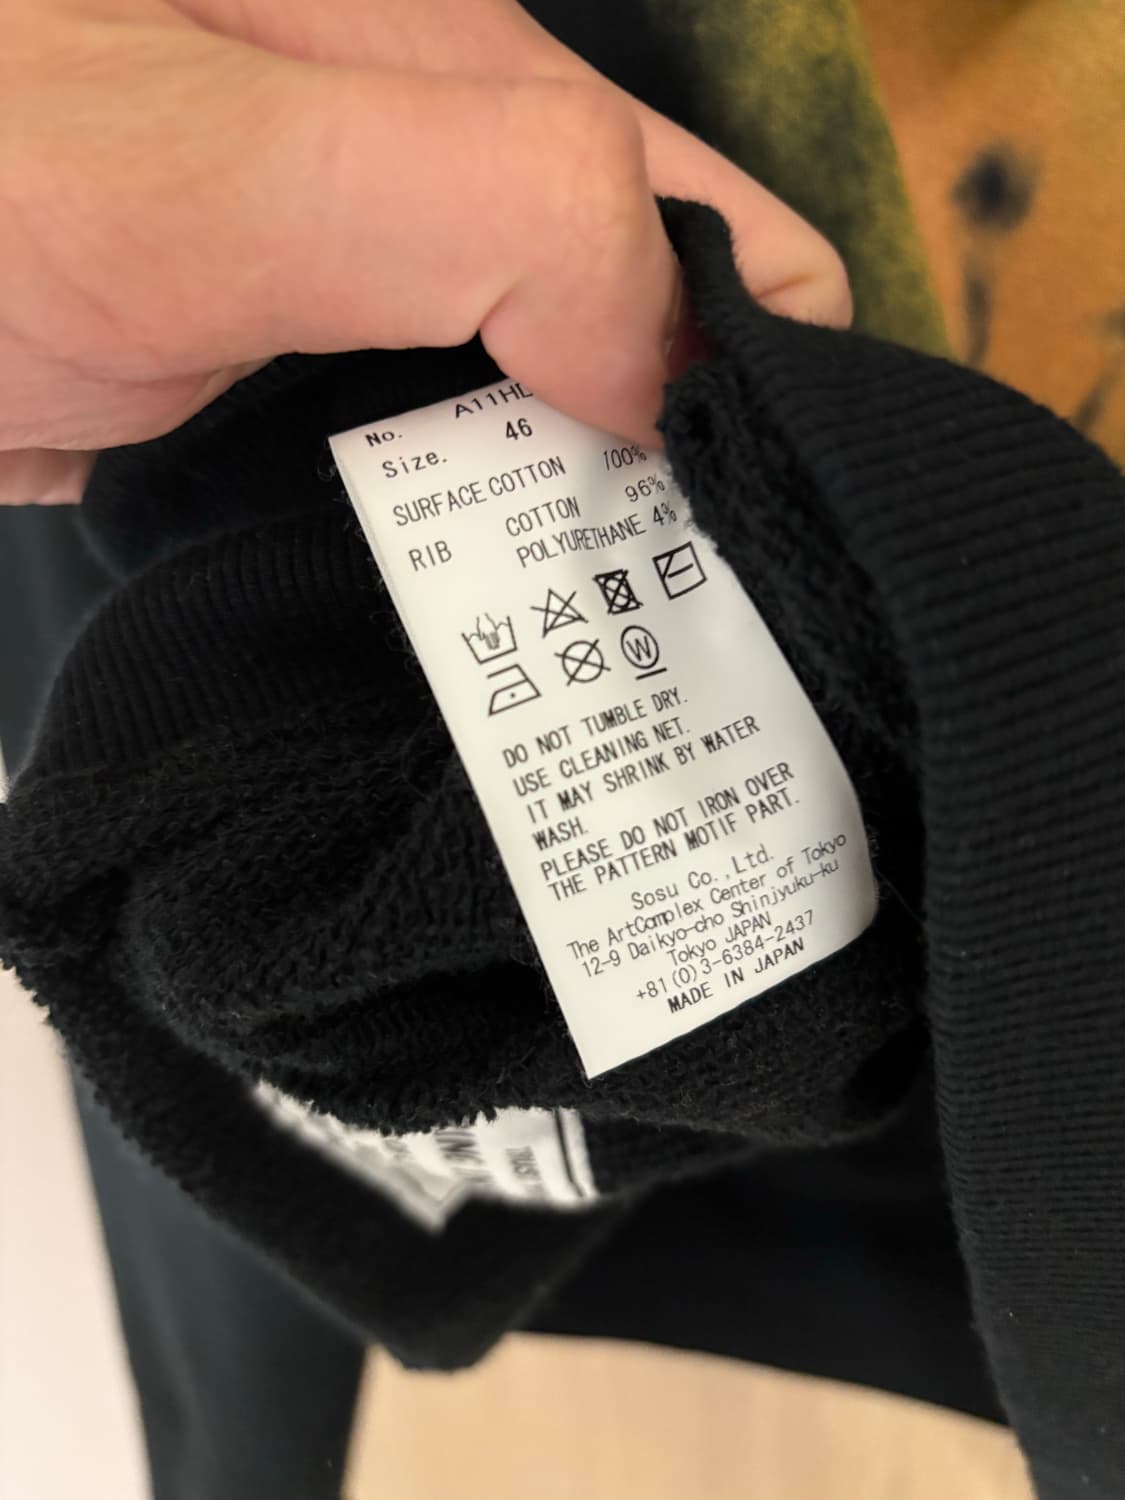 No. A11HL
Size. 46
SURFACE COTTON 100%
RIB COTTON 96%
POLYURETHANE 4%
W
DO NOT TUMBLE DRY.
USE CLEANING NET.
IT MAY SHRINK BY WATER
WASH.
PLEASE DO NOT IRON OVER
THE PATTERN MOTIF PART.
Sosu Co.,Ltd.
The ArtComplex Center of Tokyo
12-9 Daikyo-cho Shinjyuku-ku
Tokyo JAPAN
+81(0)3-6384-2437
MADE IN JAPAN